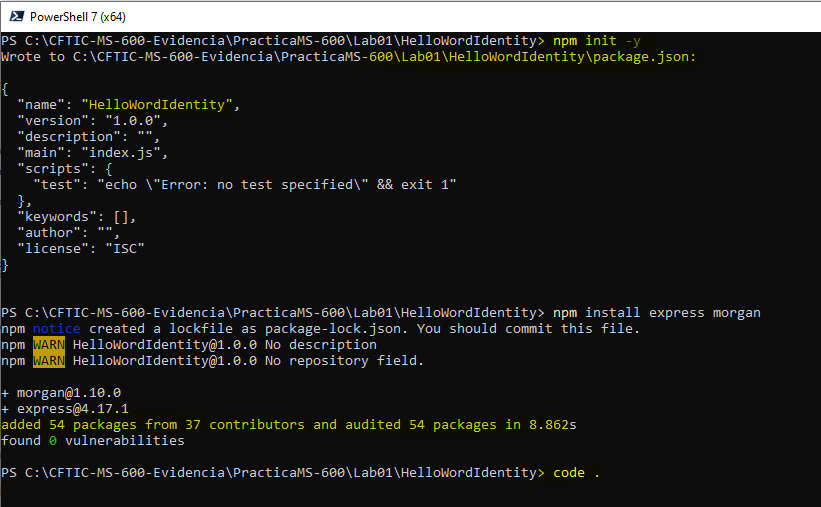 PowerShell 7 (x64)
PS C:\CFTIC-MS-600-Evidencia\PracticaMS-600\Lab01\HelloWordIdentity> npm init -y
Wrote to C:\CFTIC-MS-600-Evidencia\PracticaMS-600\Lab01\HelloWordIdentity\package.json:
{
  "name": "HelloWordIdentity",
  "version": "1.0.0",
  "description": "",
  "main": "index.js",
  "scripts": {
    "test": "echo \"Error: no test specified\" && exit 1"
  },
  "keywords": [],
  "author": "",
  "license": "ISC"
}
PS C:\CFTIC-MS-600-Evidencia\PracticaMS-600\Lab01\HelloWordIdentity> npm install express morgan
npm notice created a lockfile as package-lock.json. You should commit this file.
npm WARN HelloWordIdentity@1.0.0 No description
npm WARN HelloWordIdentity@1.0.0 No repository field.
+ morgan@1.10.0
+ express@4.17.1
added 54 packages from 37 contributors and audited 54 packages in 8.862s
found 0 vulnerabilities
PS C:\CFTIC-MS-600-Evidencia\PracticaMS-600\Lab01\HelloWordIdentity> code .